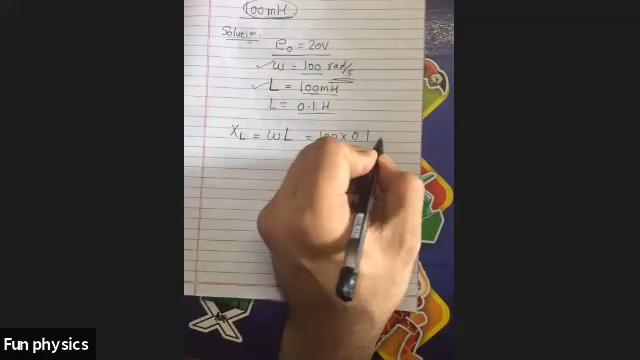 100mH
Solution.
e₀ = 20V
✓ω = 100 rad/s
✓L = 100mH
L = 0.1 H
X_L = ωL = 100 x 0.1
Fun physics